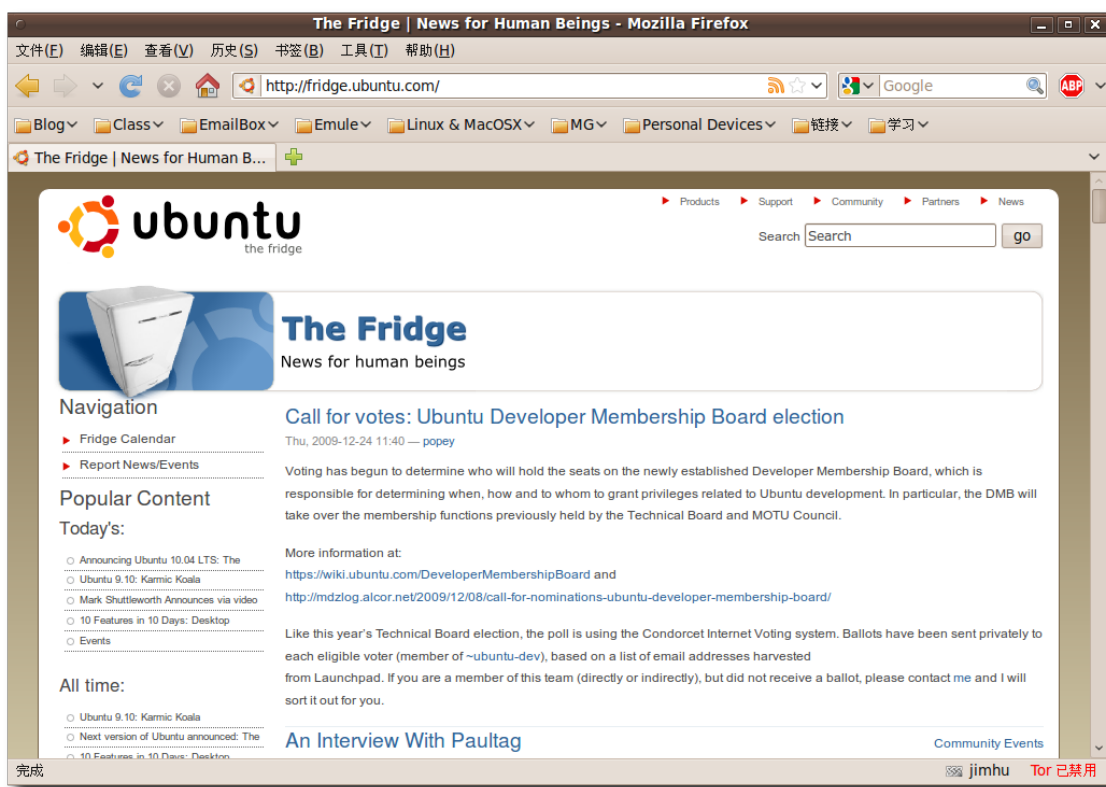 The Fridge | News for Human Beings - Mozilla Firefox
文件(F) 编辑(E) 查看(V) 历史(S) 书签(B) 工具(T) 帮助(H)
http://fridge.ubuntu.com/ Google ABP
Blog Class EmailBox Emule Linux & MacOSX MG Personal Devices 链接 学习
The Fridge | News for Human B...
Products Support Community Partners News
ubuntu
the fridge
Search Search go
The Fridge
News for human beings
Navigation
Fridge Calendar
Report News/Events
Popular Content
Today's:
Announcing Ubuntu 10.04 LTS: The
Ubuntu 9.10: Karmic Koala
Mark Shuttleworth Announces via video
10 Features in 10 Days: Desktop
Events
All time:
Ubuntu 9.10: Karmic Koala
Next version of Ubuntu announced: The
10 Features in 10 Days: Desktop
Call for votes: Ubuntu Developer Membership Board election
Thu, 2009-12-24 11:40 — popey
Voting has begun to determine who will hold the seats on the newly established Developer Membership Board, which is
responsible for determining when, how and to whom to grant privileges related to Ubuntu development. In particular, the DMB will
take over the membership functions previously held by the Technical Board and MOTU Council.
More information at:
https://wiki.ubuntu.com/DeveloperMembershipBoard and
http://mdzlog.alcor.net/2009/12/08/call-for-nominations-ubuntu-developer-membership-board/
Like this year's Technical Board election, the poll is using the Condorcet Internet Voting system. Ballots have been sent privately to
each eligible voter (member of ~ubuntu-dev), based on a list of email addresses harvested
from Launchpad. If you are a member of this team (directly or indirectly), but did not receive a ballot, please contact me and I will
sort it out for you.
An Interview With Paultag
Community Events
完成 jimhu Tor 已禁用